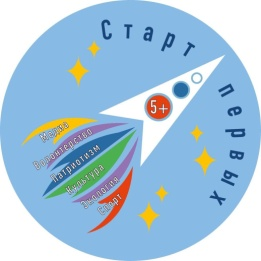 Старт
первых
5+
Медиа
Волонтерство
Патриотизм
Культура
Экология
Спорт